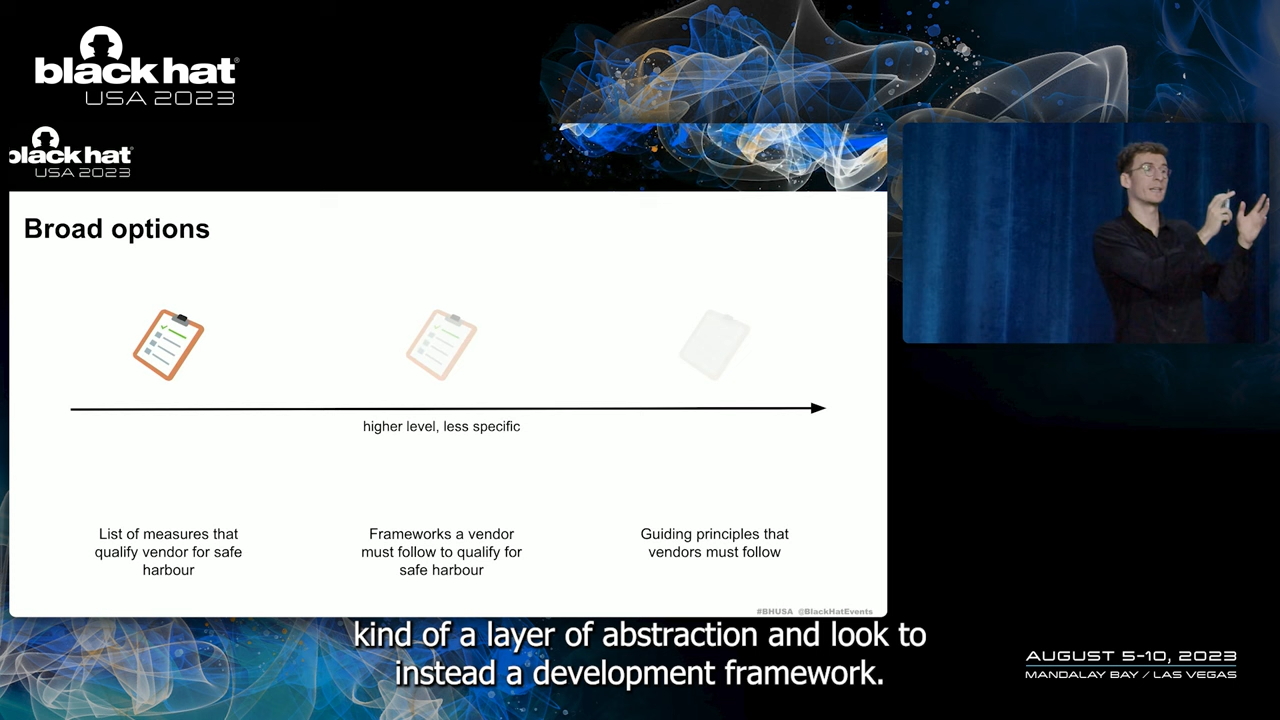 black hat®
USA 2023
black hat®
USA 2023
Broad options
higher level, less specific
List of measures that
qualify vendor for safe
harbour
Frameworks a vendor
must follow to qualify for
safe harbour
Guiding principles that
vendors must follow
#BHUSA @BlackHatEvents
kind of a layer of abstraction and look to
instead a development framework.
AUGUST 5-10, 2023
MANDALAY BAY / LAS VEGAS